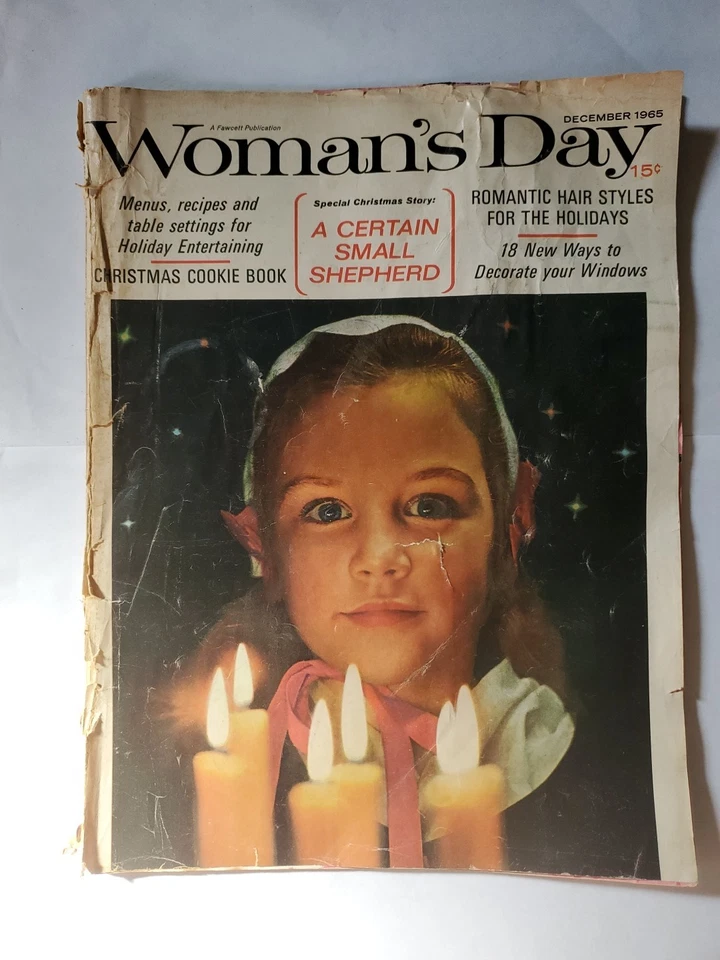 A Fawcett Publication
DECEMBER 1965
Woman's Day
15¢
Menus, recipes and
table settings for
Holiday Entertaining
CHRISTMAS COOKIE BOOK
Special Christmas Story:
A CERTAIN
SMALL
SHEPHERD
ROMANTIC HAIR STYLES
FOR THE HOLIDAYS
18 New Ways to
Decorate your Windows